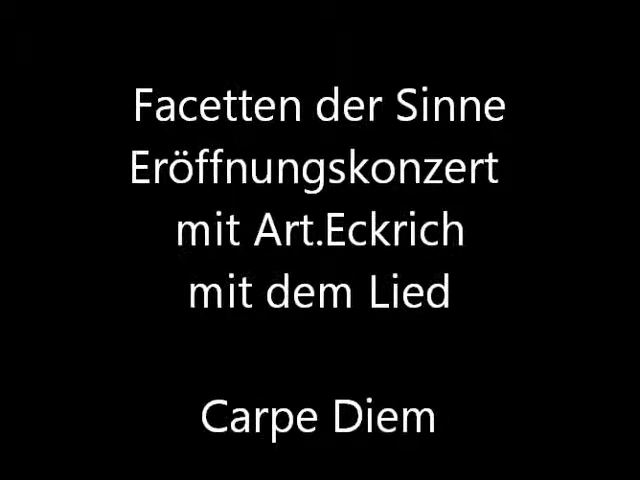 Facetten der Sinne
Eröffnungskonzert
mit Art.Eckrich
mit dem Lied
Carpe Diem